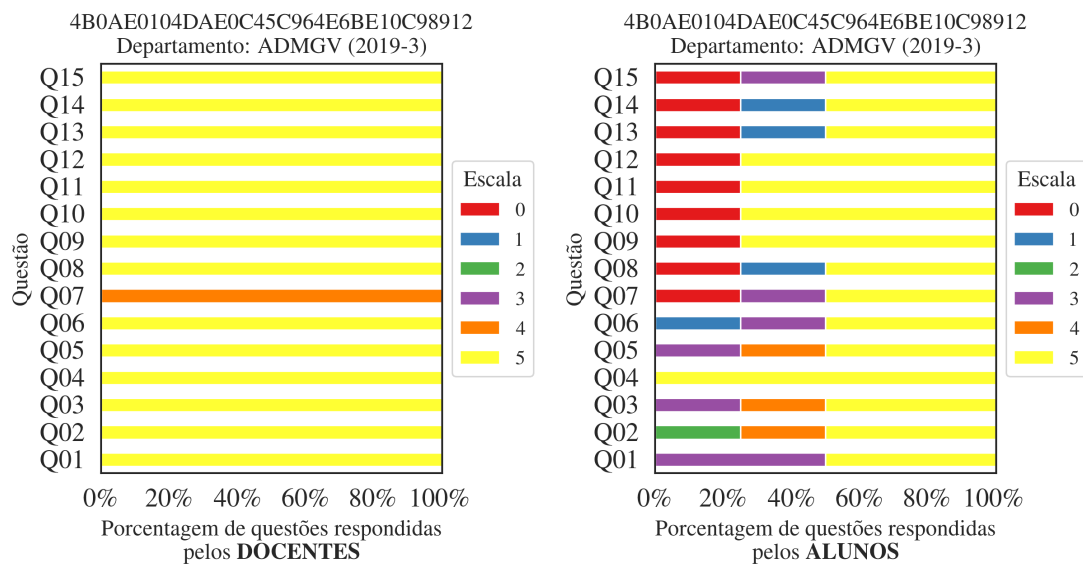 4B0AE0104DAE0C45C964E6BE10C98912
Departamento: ADMGV (2019-3)
Questão
Q15
Q14
Q13
Q12
Q11
Q10
Q09
Q08
Q07
Q06
Q05
Q04
Q03
Q02
Q01
0% 20% 40% 60% 80% 100%
Porcentagem de questões respondidas
pelos DOCENTES
Escala
0
1
2
3
4
5
4B0AE0104DAE0C45C964E6BE10C98912
Departamento: ADMGV (2019-3)
Questão
Q15
Q14
Q13
Q12
Q11
Q10
Q09
Q08
Q07
Q06
Q05
Q04
Q03
Q02
Q01
0% 20% 40% 60% 80% 100%
Porcentagem de questões respondidas
pelos ALUNOS
Escala
0
1
2
3
4
5